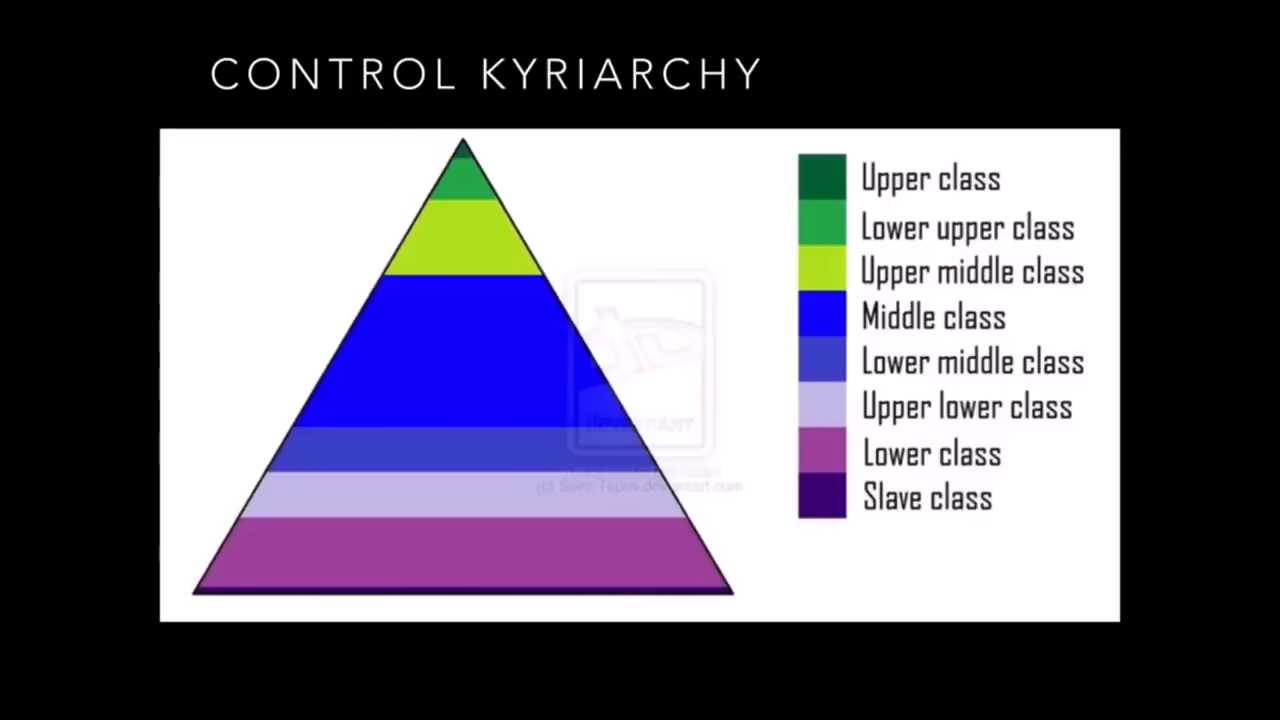 CONTROL KYRIARCHY
Upper class
Lower upper class
Upper middle class
Middle class
Lower middle class
Upper lower class
Lower class
Slave class